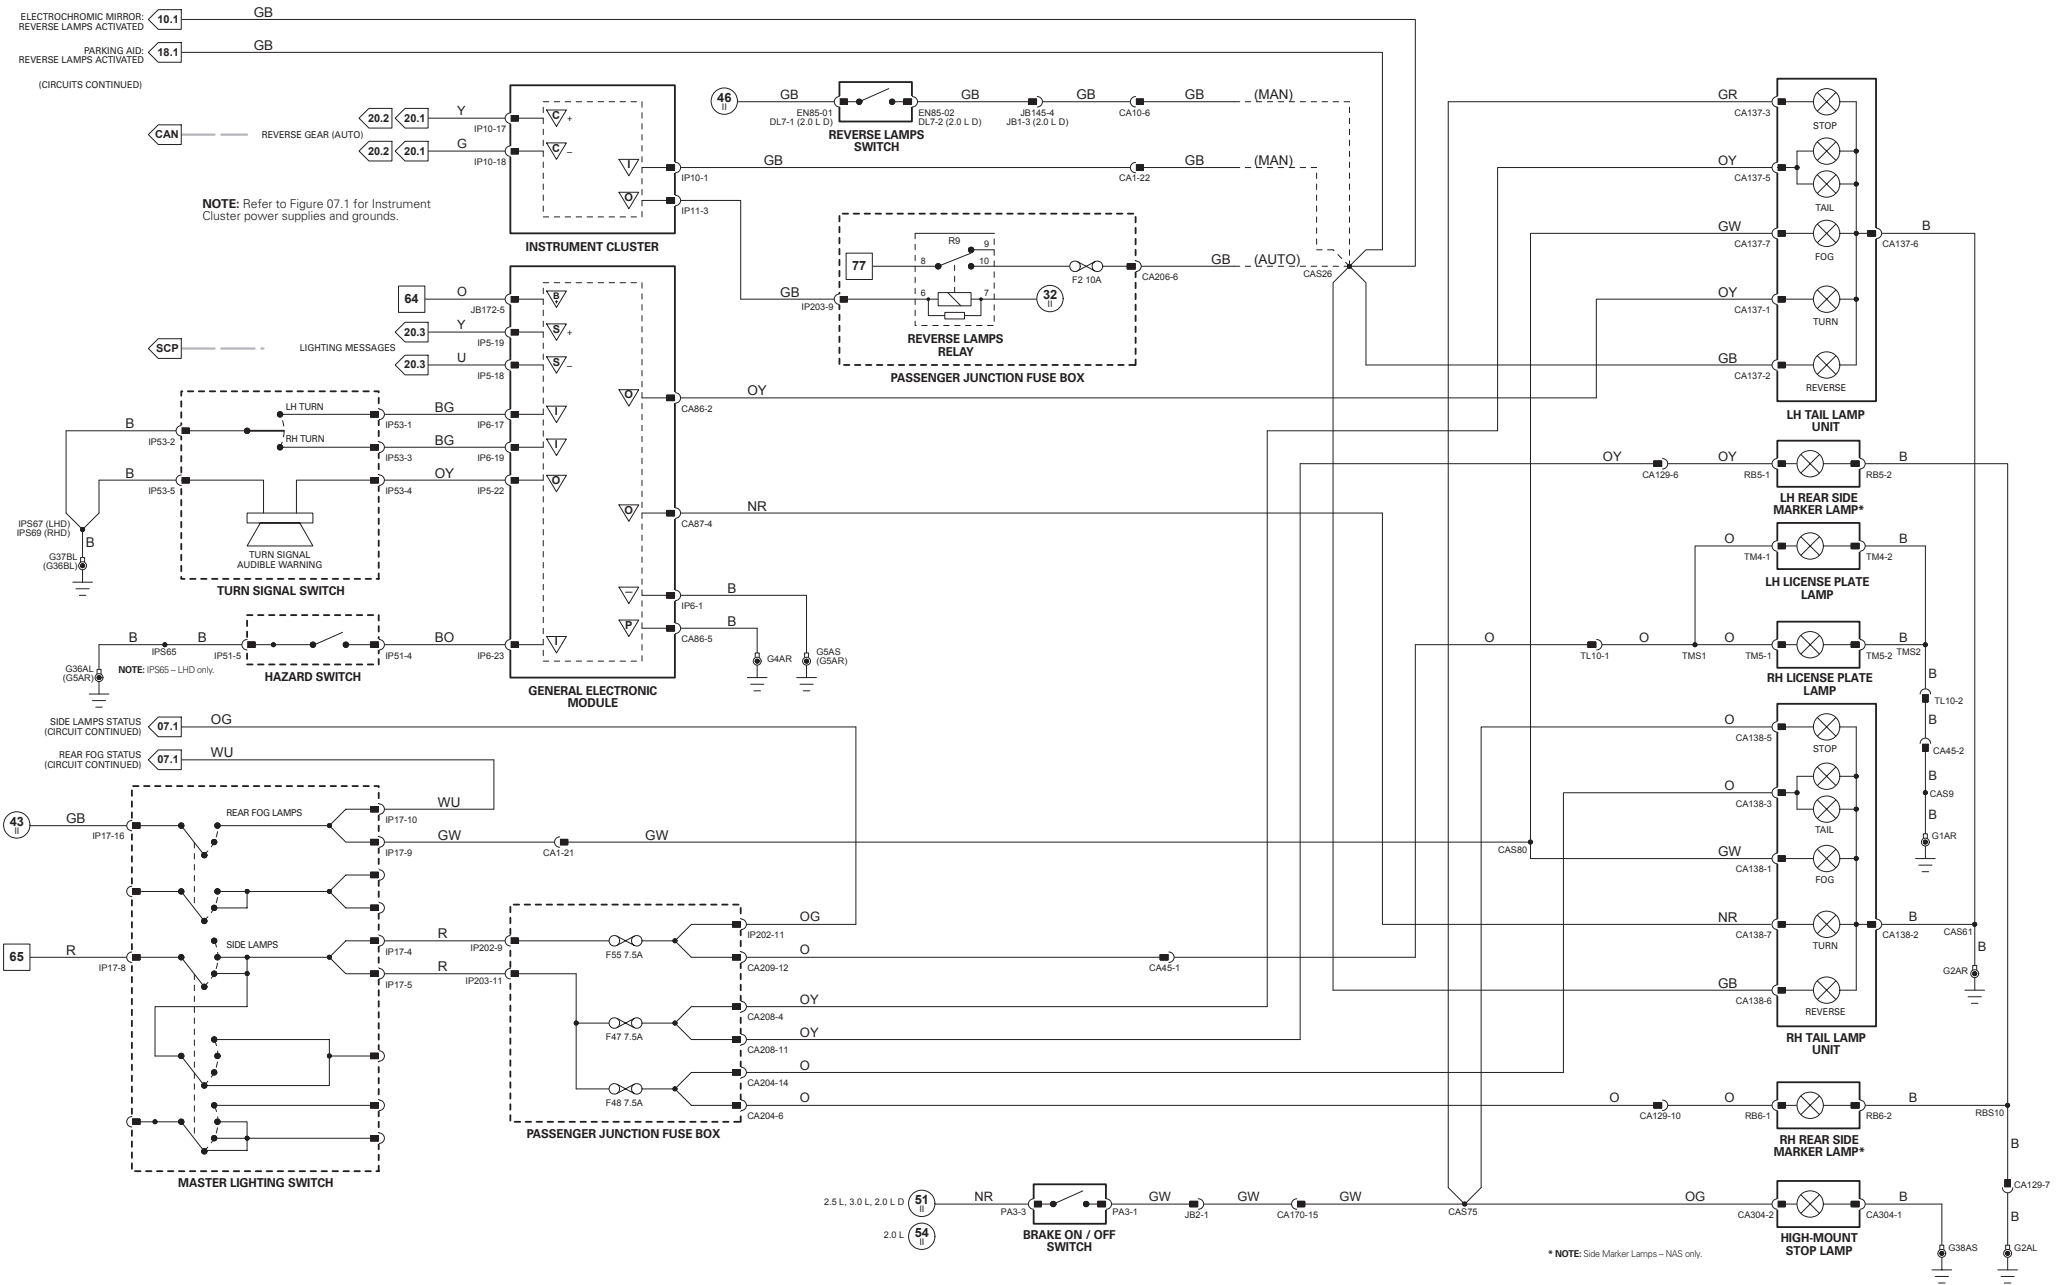 ELECTROCHROMIC MIRROR:
REVERSE LAMPS ACTIVATED
10.1
GB
PARKING AID:
REVERSE LAMPS ACTIVATED
18.1
GB
(CIRCUITS CONTINUED)
CAN
REVERSE GEAR (AUTO)
20.2
20.1
Y
IP10-17
20.2
20.1
G
IP10-18
C
+
C
–
I
O
IP10-1
IP11-3
INSTRUMENT CLUSTER
NOTE: Refer to Figure 07.1 for Instrument
Cluster power supplies and grounds.
46
II
GB
EN85-01
DL7-1 (2.0 L D)
REVERSE LAMPS
SWITCH
GB
EN85-02
DL7-2 (2.0 L D)
JB145-4
JB1-3 (2.0 L D)
GB
CA10-6
GB
(MAN)
GB
CA1-22
GB
(MAN)
77
R9
8
9
10
6
7
F2 10A
CA206-6
GB
(AUTO)
CAS26
GB
IP203-9
32
II
REVERSE LAMPS
RELAY
PASSENGER JUNCTION FUSE BOX
64
O
JB172-5
B
+
SCP
LIGHTING MESSAGES
20.3
Y
IP5-19
S
+
20.3
U
IP5-18
S
–
O
CA86-2
OY
B
IP53-2
LH TURN
RH TURN
IP53-1
BG
IP6-17
I
IP53-3
BG
IP6-19
I
B
IP53-5
IP53-4
OY
IP5-22
O
TURN SIGNAL
AUDIBLE WARNING
TURN SIGNAL SWITCH
IPS67 (LHD)
IPS69 (RHD)
B
G37BL
(G36BL)
O
CA87-4
NR
–
IP6-1
B
P
CA86-5
B
G4AR
G5AS
(G5AR)
B
IPS65
B
IP51-5
IP51-4
BO
IP6-23
I
G36AL
(G5AR)
NOTE: IPS65 – LHD only.
HAZARD SWITCH
GENERAL ELECTRONIC
MODULE
SIDE LAMPS STATUS
(CIRCUIT CONTINUED)
07.1
OG
REAR FOG STATUS
(CIRCUIT CONTINUED)
07.1
WU
43
II
GB
IP17-16
REAR FOG LAMPS
IP17-10
WU
IP17-9
GW
CA1-21
GW
CAS80
65
R
IP17-8
SIDE LAMPS
IP17-4
R
IP202-9
IP17-5
R
IP203-11
MASTER LIGHTING SWITCH
F55 7.5A
IP202-11
OG
CA209-12
O
CA45-1
F47 7.5A
CA208-4
OY
CA208-11
OY
F48 7.5A
CA204-14
O
CA204-6
O
PASSENGER JUNCTION FUSE BOX
2.5 L, 3.0 L, 2.0 L D
51
II
2.0 L
54
II
NR
PA3-3
PA3-1
BRAKE ON / OFF
SWITCH
GW
JB2-1
GW
CA170-15
GW
CAS75
GR
CA137-3
STOP
OY
CA137-5
TAIL
GW
CA137-7
FOG
CA137-6
B
OY
CA137-1
TURN
GB
CA137-2
REVERSE
LH TAIL LAMP
UNIT
OY
CA129-6
OY
RB5-1
RB5-2
B
LH REAR SIDE
MARKER LAMP*
O
TM4-1
TM4-2
B
LH LICENSE PLATE
LAMP
O
TL10-1
O
TMS1
O
TM5-1
TM5-2
B
TMS2
RH LICENSE PLATE
LAMP
B
TL10-2
B
CA45-2
B
CAS9
B
G1AR
O
CA138-5
STOP
O
CA138-3
TAIL
GW
CA138-1
FOG
NR
CA138-7
TURN
CA138-2
B
CAS61
B
G2AR
GB
CA138-6
REVERSE
RH TAIL LAMP
UNIT
O
CA129-10
O
RB6-1
RB6-2
B
RBS10
RH REAR SIDE
MARKER LAMP*
B
CA129-7
B
G2AL
OG
CA304-2
CA304-1
B
G38AS
HIGH-MOUNT
STOP LAMP
* NOTE: Side Marker Lamps – NAS only.